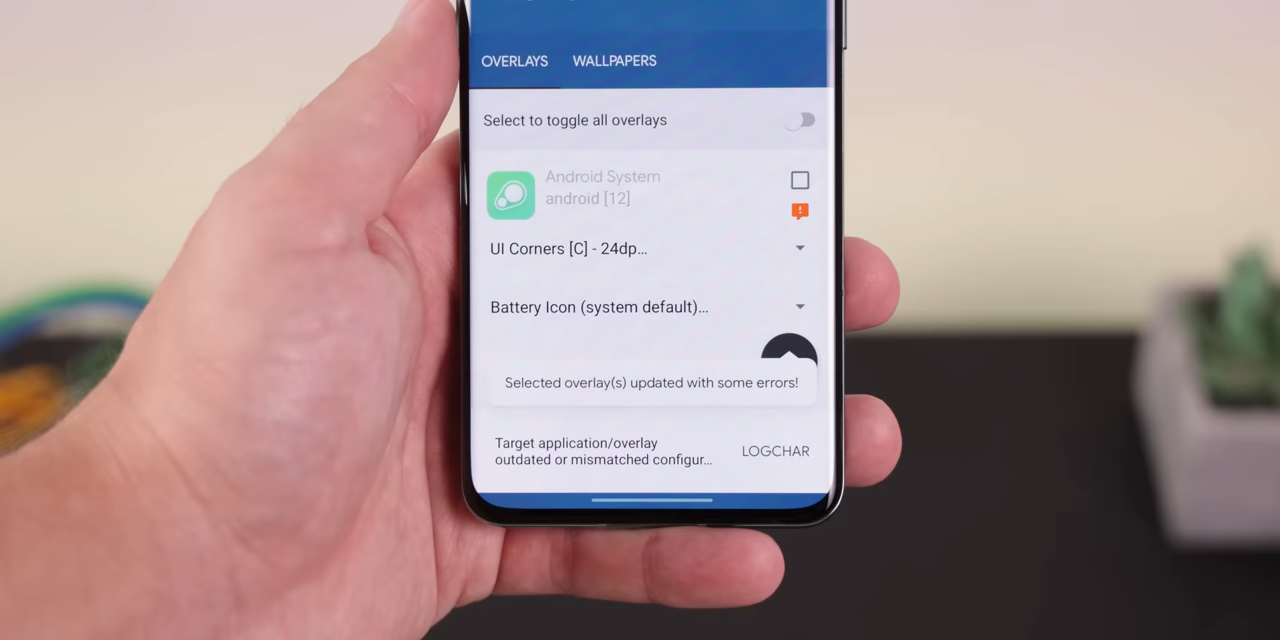 OVERLAYS WALLPAPERS
Select to toggle all overlays
Android System
android [12]
UI Corners [C] - 24dp...
Battery Icon (system default)...
Selected overlay(s) updated with some errors!
Target application/overlay
outdated or mismatched configur...
LOGCHAR